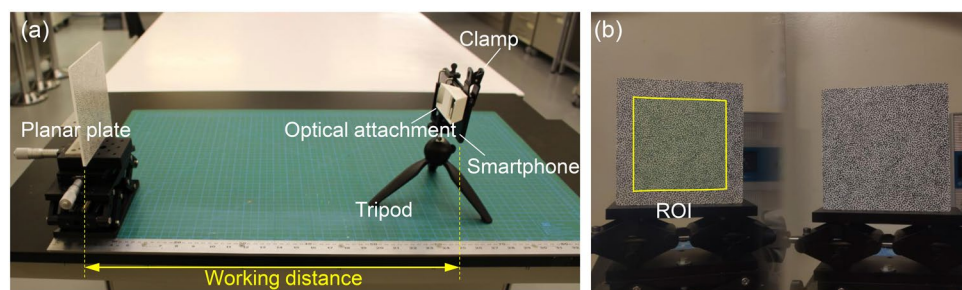 (a)
Clamp
Planar plate
Optical attachment
Smartphone
Tripod
Working distance
(b)
ROI